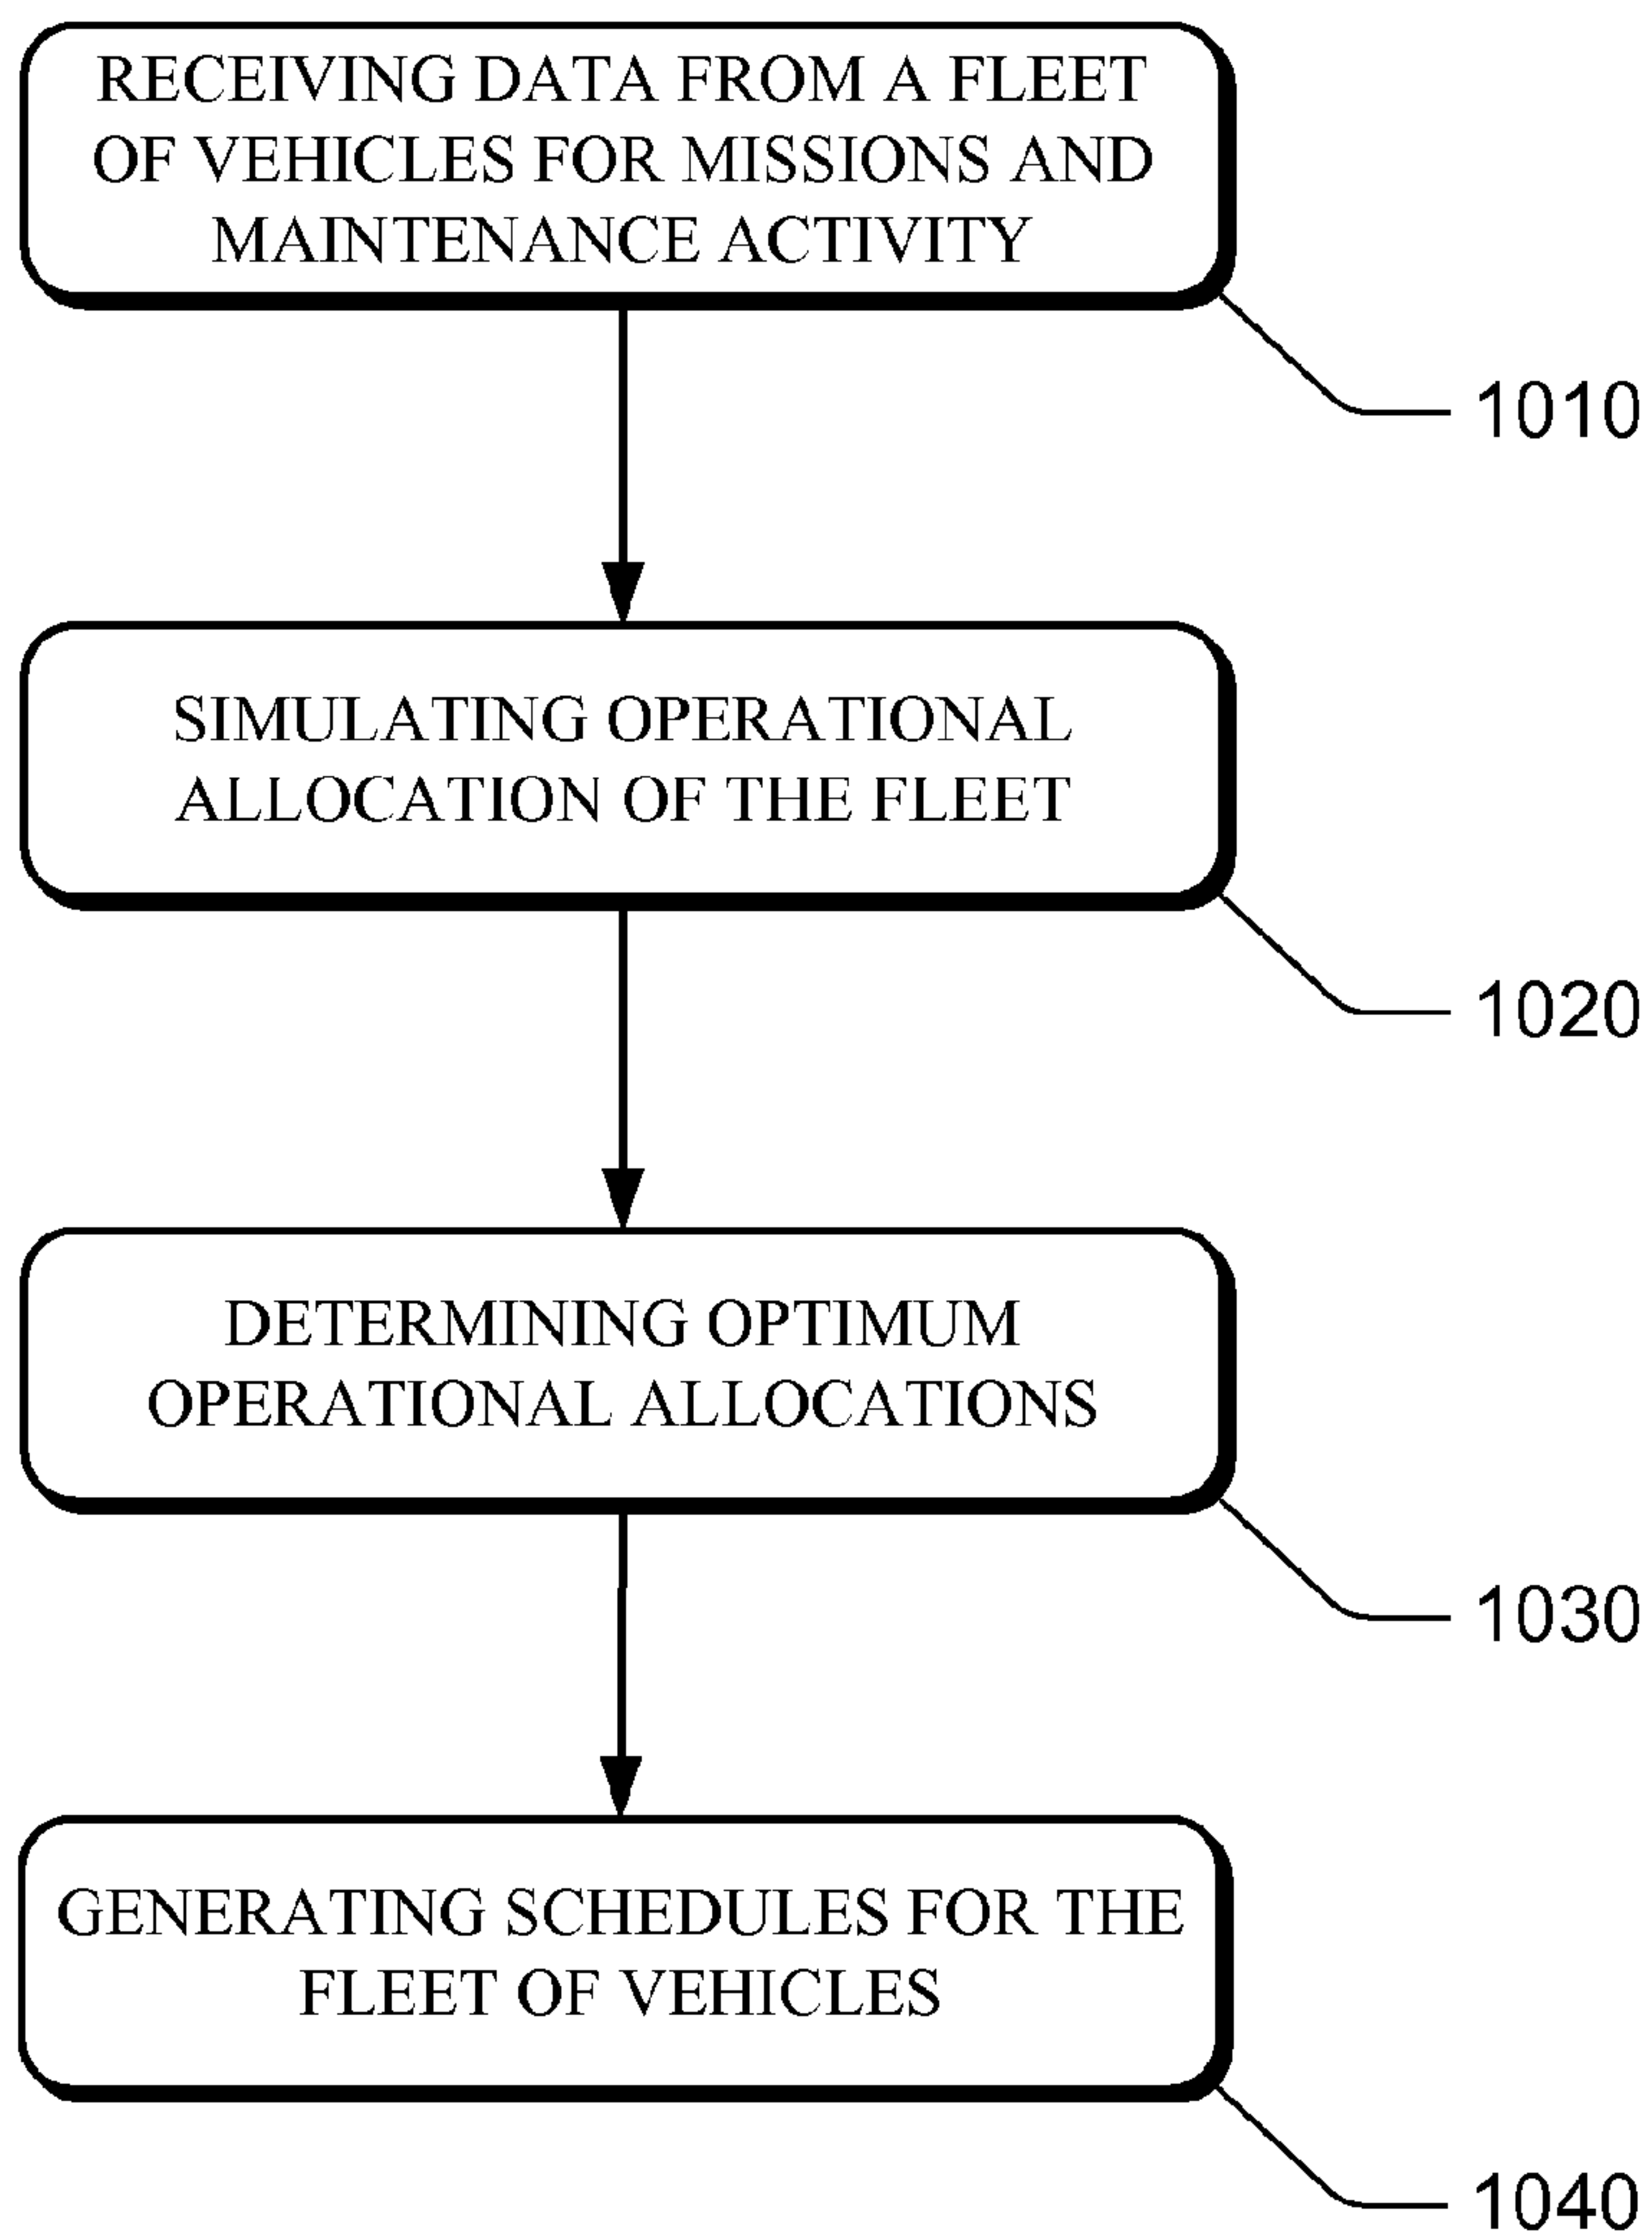 RECEIVING DATA FROM A FLEET
OF VEHICLES FOR MISSIONS AND
MAINTENANCE ACTIVITY
1010
SIMULATING OPERATIONAL
ALLOCATION OF THE FLEET
1020
DETERMINING OPTIMUM
OPERATIONAL ALLOCATIONS
1030
GENERATING SCHEDULES FOR THE
FLEET OF VEHICLES
1040